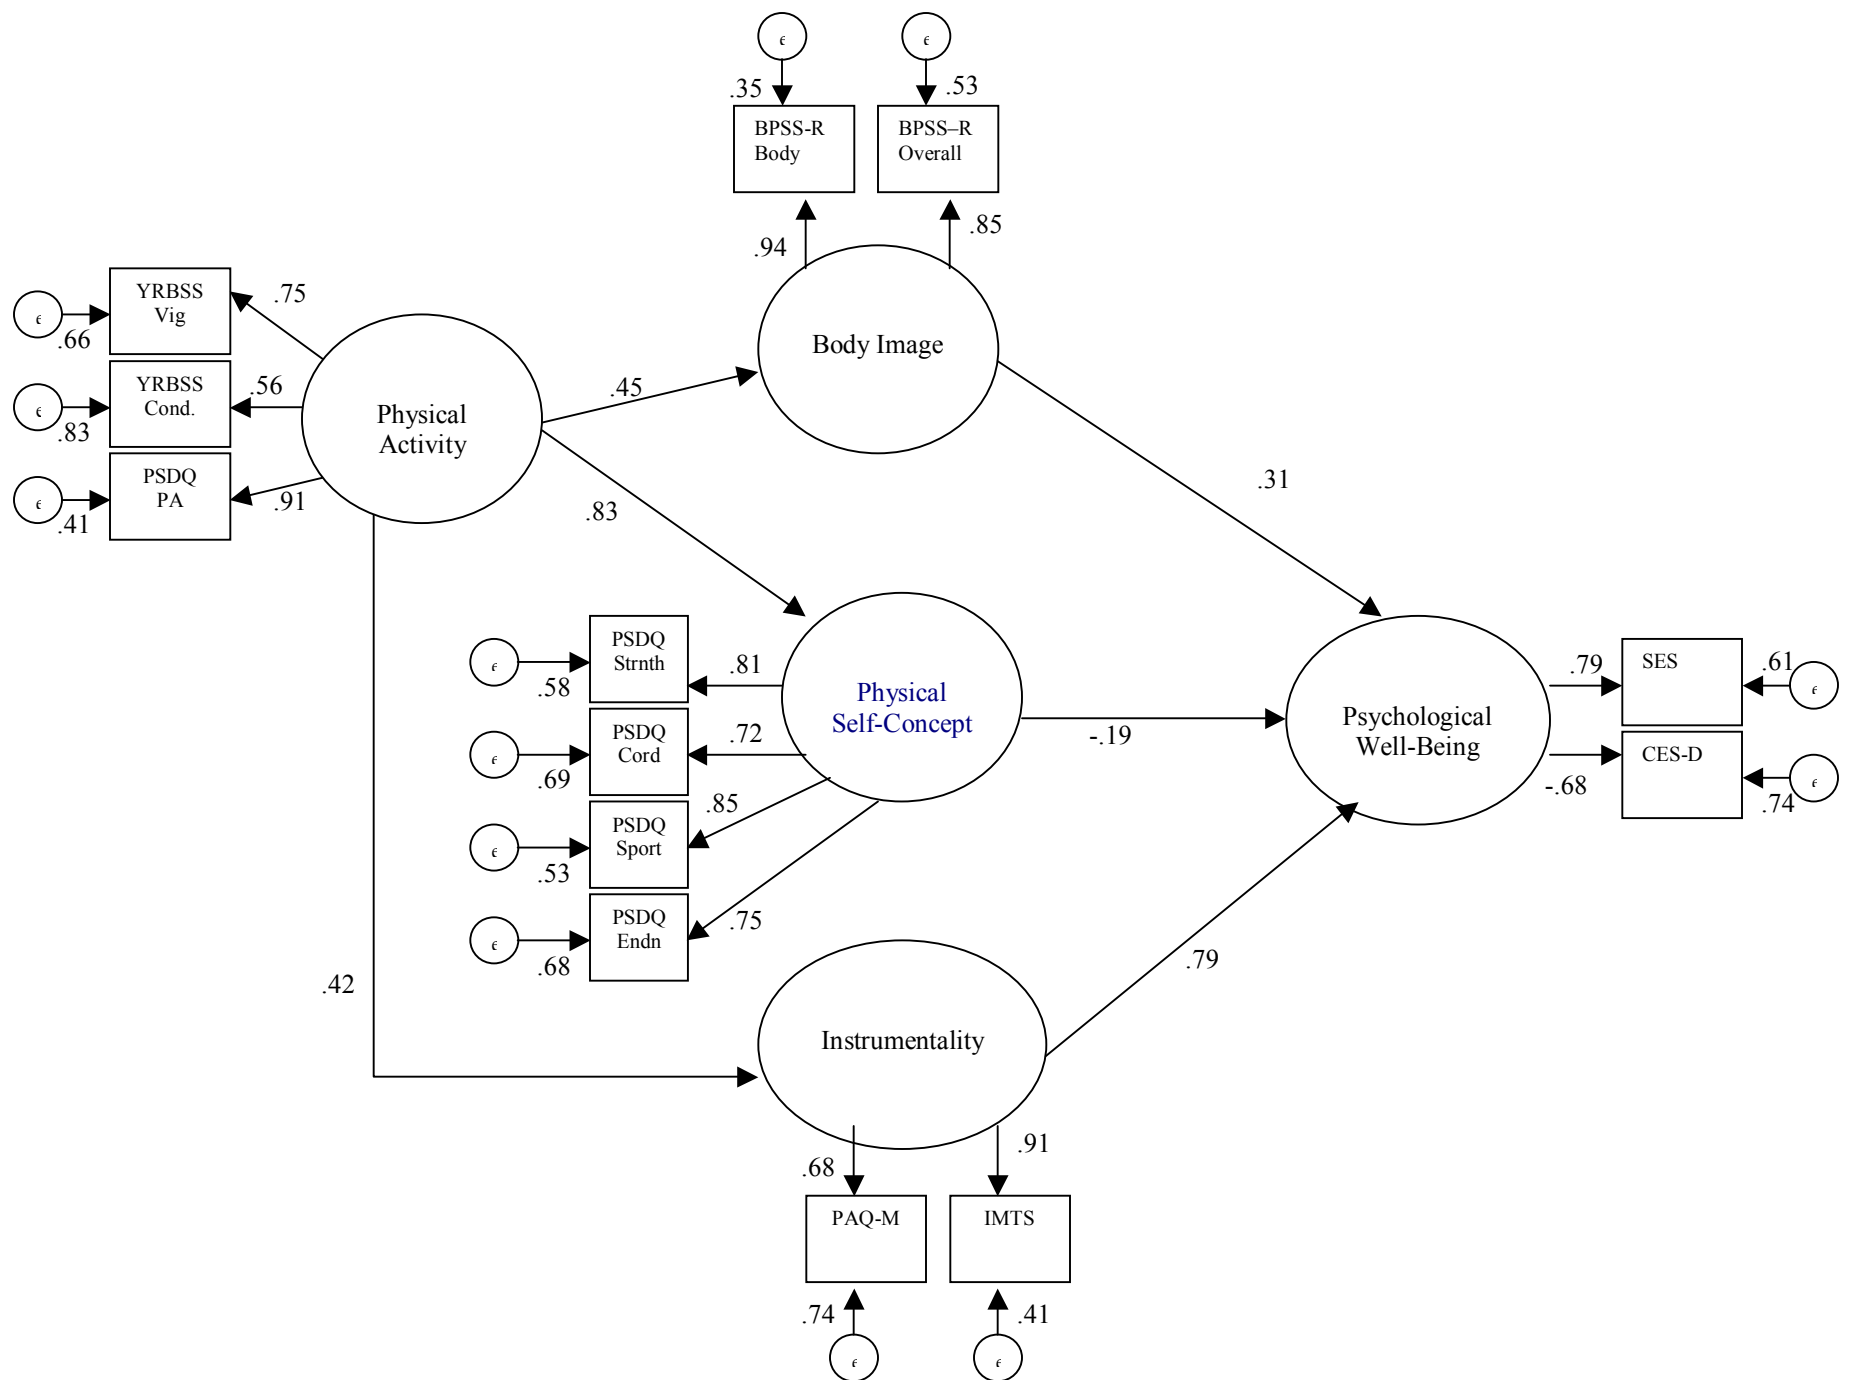 ϵ
ϵ
.35
.53
BPSS-R
Body
BPSS–R
Overall
.94
.85
YRBSS
Vig
.75
ϵ
.66
Body Image
YRBSS
Cond.
.56
ϵ
.83
.45
Physical
Activity
PSDQ
PA
.91
ϵ
.41
.83
.31
PSDQ
Strnth
.81
ϵ
.58
Physical
Self-Concept
PSDQ
Cord
.72
ϵ
.69
-.19
Psychological
Well-Being
.79
SES
.61
ϵ
-.68
CES-D
.74
ϵ
PSDQ
Sport
.85
ϵ
.53
PSDQ
Endn
.75
ϵ
.68
.42
.79
Instrumentality
.68
.91
PAQ-M
IMTS
.74
.41
ϵ
ϵ